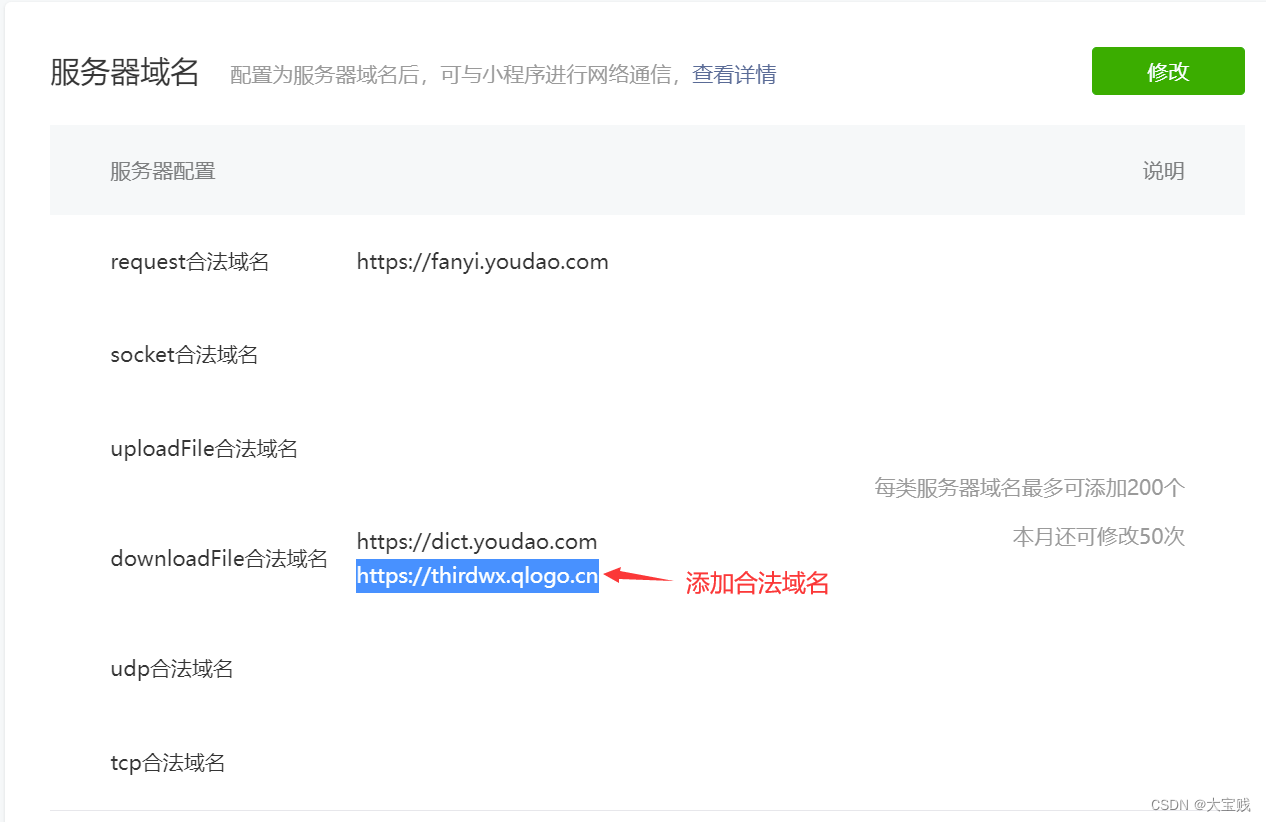 服务器域名 配置为服务器域名后，可与小程序进行网络通信，查看详情 修改
服务器配置 说明
request合法域名 https://fanyi.youdao.com
socket合法域名
uploadFile合法域名
每类服务器域名最多可添加200个
本月还可修改50次
downloadFile合法域名 https://dict.youdao.com
https://thirdwx.qlogo.cn 添加合法域名
udp合法域名
tcp合法域名
CSDN @大宝贱